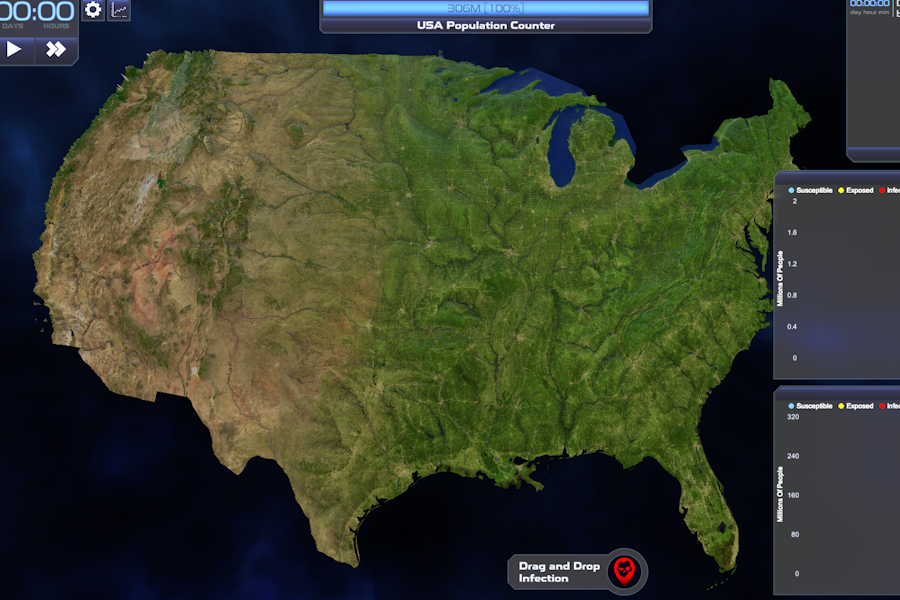 00:00
DAYS HOURS
306M (100%)
USA Population Counter
00:00:00
day hour min
Susceptible Exposed
2
1.6
1.2
0.8
0.4
0
Millions Of People
Susceptible Exposed
320
240
160
80
0
Millions Of People
Drag and Drop
Infection